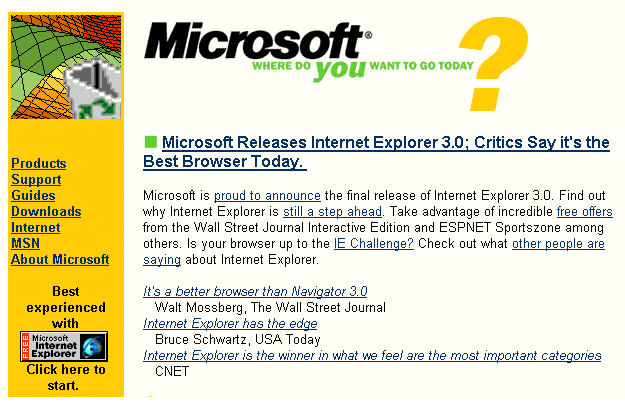 Microsoft®
WHERE DO you WANT TO GO TODAY ?
Products
Support
Guides
Downloads
Internet
MSN
About Microsoft
Best
experienced
with
FREE Microsoft
Internet
Explorer
Click here to
start.
Microsoft Releases Internet Explorer 3.0; Critics Say it's the
Best Browser Today.
Microsoft is proud to announce the final release of Internet Explorer 3.0. Find out
why Internet Explorer is still a step ahead. Take advantage of incredible free offers
from the Wall Street Journal Interactive Edition and ESPNET Sportszone among
others. Is your browser up to the IE Challenge? Check out what other people are
saying about Internet Explorer.
It's a better browser than Navigator 3.0
Walt Mossberg, The Wall Street Journal
Internet Explorer has the edge
Bruce Schwartz, USA Today
Internet Explorer is the winner in what we feel are the most important categories
CNET